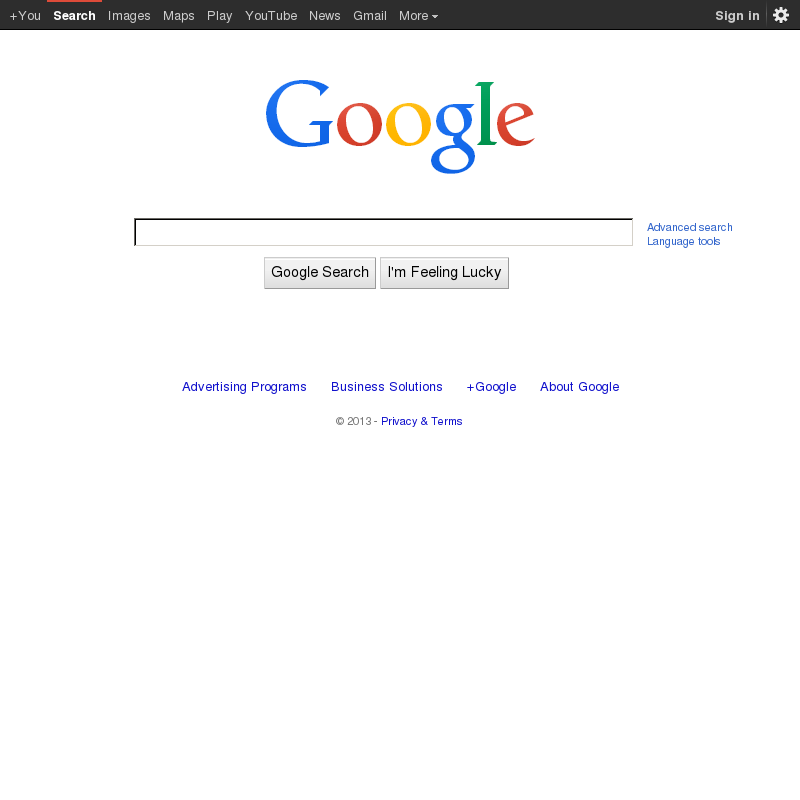 +You Search Images Maps Play YouTube News Gmail More Sign in
Google
Advanced search
Language tools
Google Search I'm Feeling Lucky
Advertising Programs Business Solutions +Google About Google
© 2013 - Privacy & Terms